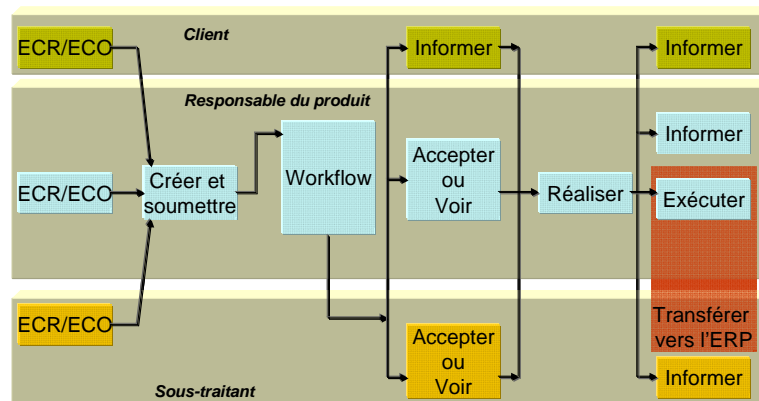 Client
ECR/ECO
Informer
Informer
Responsable du produit
Informer
ECR/ECO
Créer et
soumettre
Workflow
Accepter
ou
Voir
Réaliser
Exécuter
ECR/ECO
Transférer
vers l'ERP
Accepter
ou
Voir
Informer
Sous-traitant